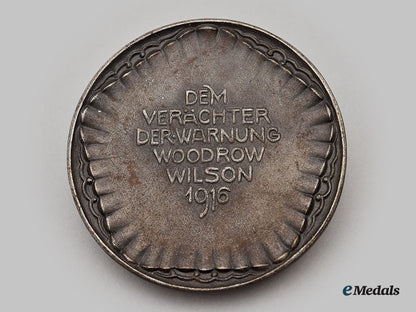 DEM
VERÄCHTER
DER·WARNUNG
WOODROW
WILSON
1916
eMedals